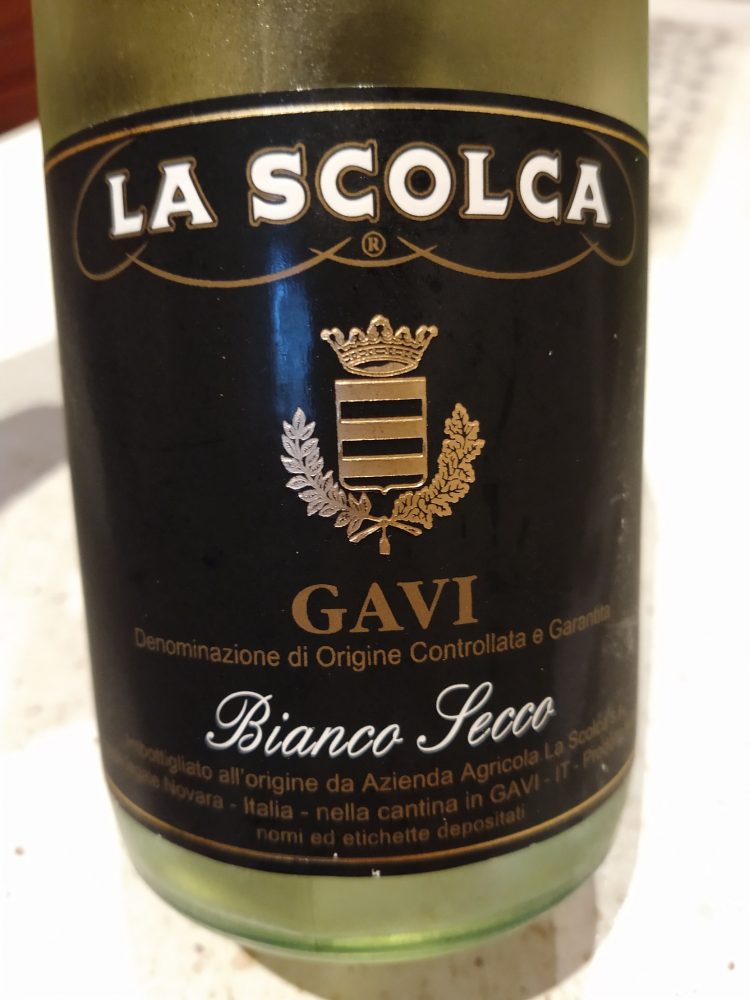 LA SCOLCA
®
GAVI
Denominazione di Origine Controllata e Garantita
Bianco Secco
all'origine da Azienda Agricola La Scolca
Novara - Italia - nella cantina in GAVI - IT -
nomi ed etichette depositati